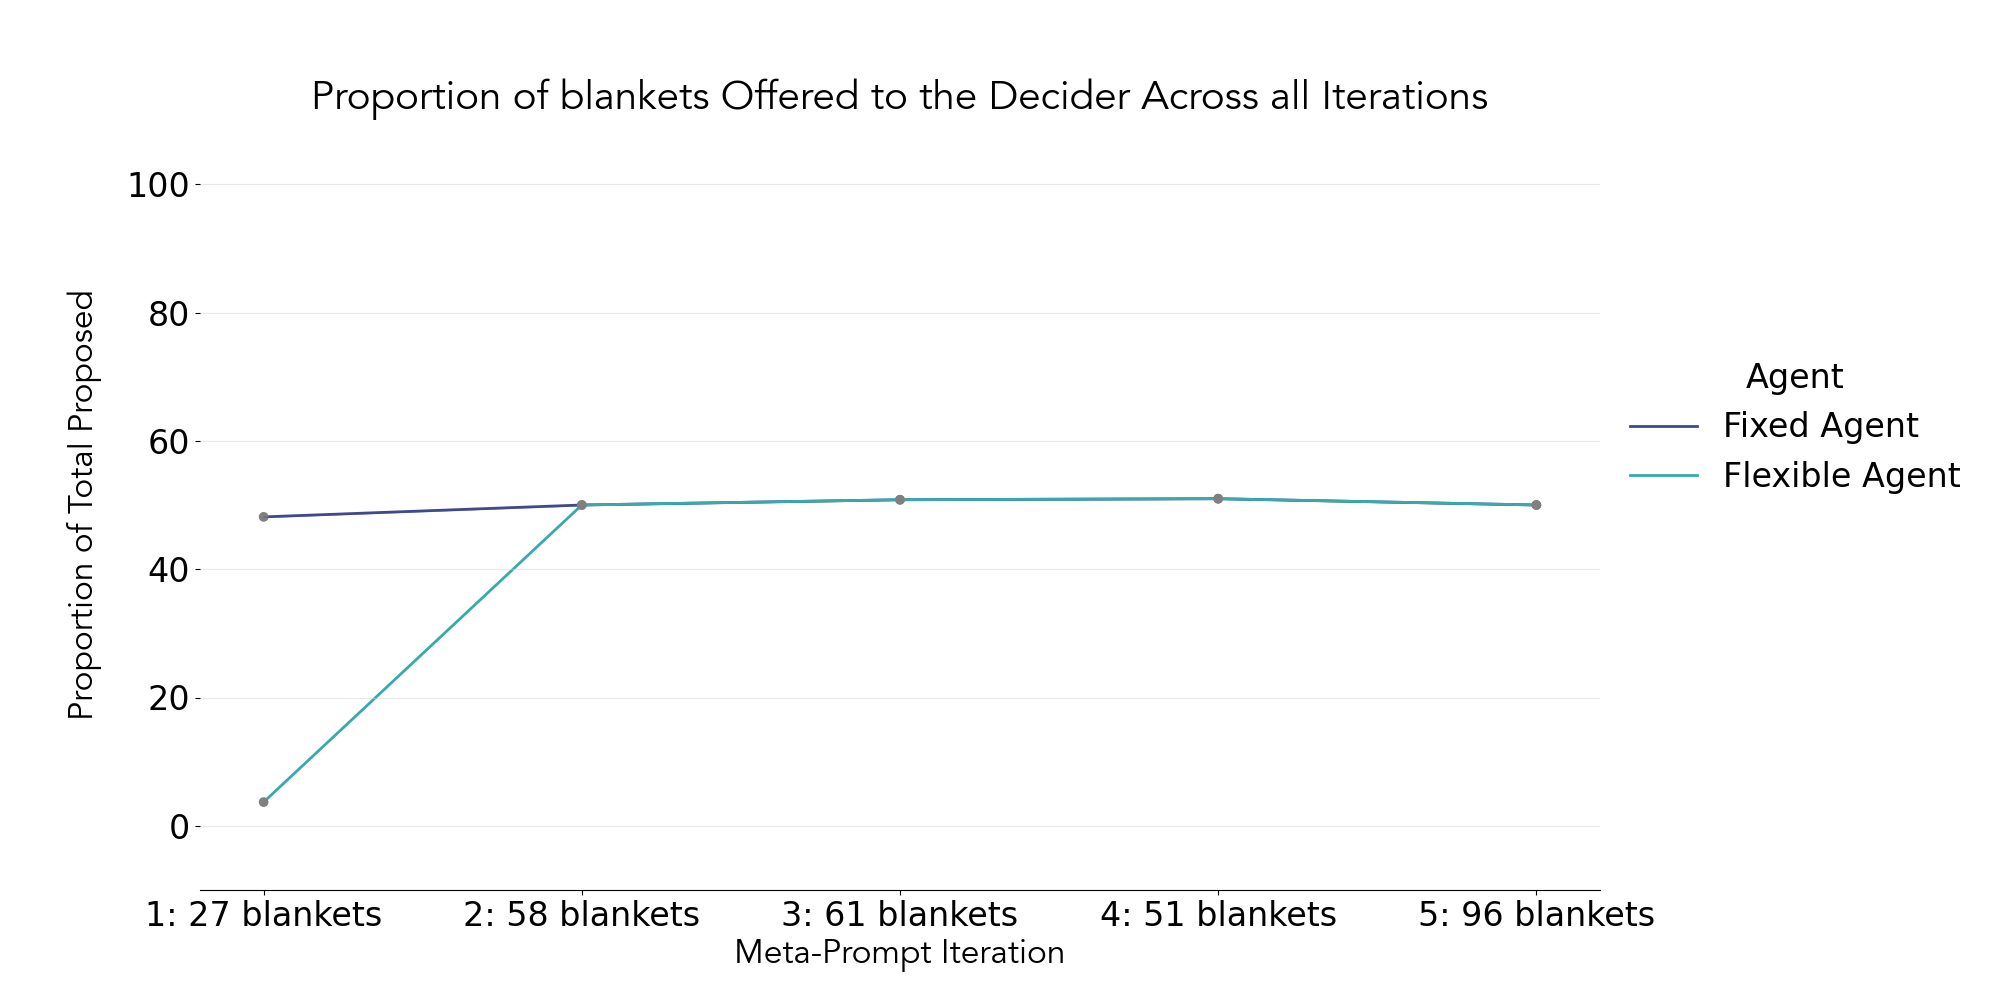 Proportion of blankets Offered to the Decider Across all Iterations
Proportion of Total Proposed
100
80
60
40
20
0
1: 27 blankets
2: 58 blankets
3: 61 blankets
4: 51 blankets
5: 96 blankets
Meta-Prompt Iteration
Agent
Fixed Agent
Flexible Agent